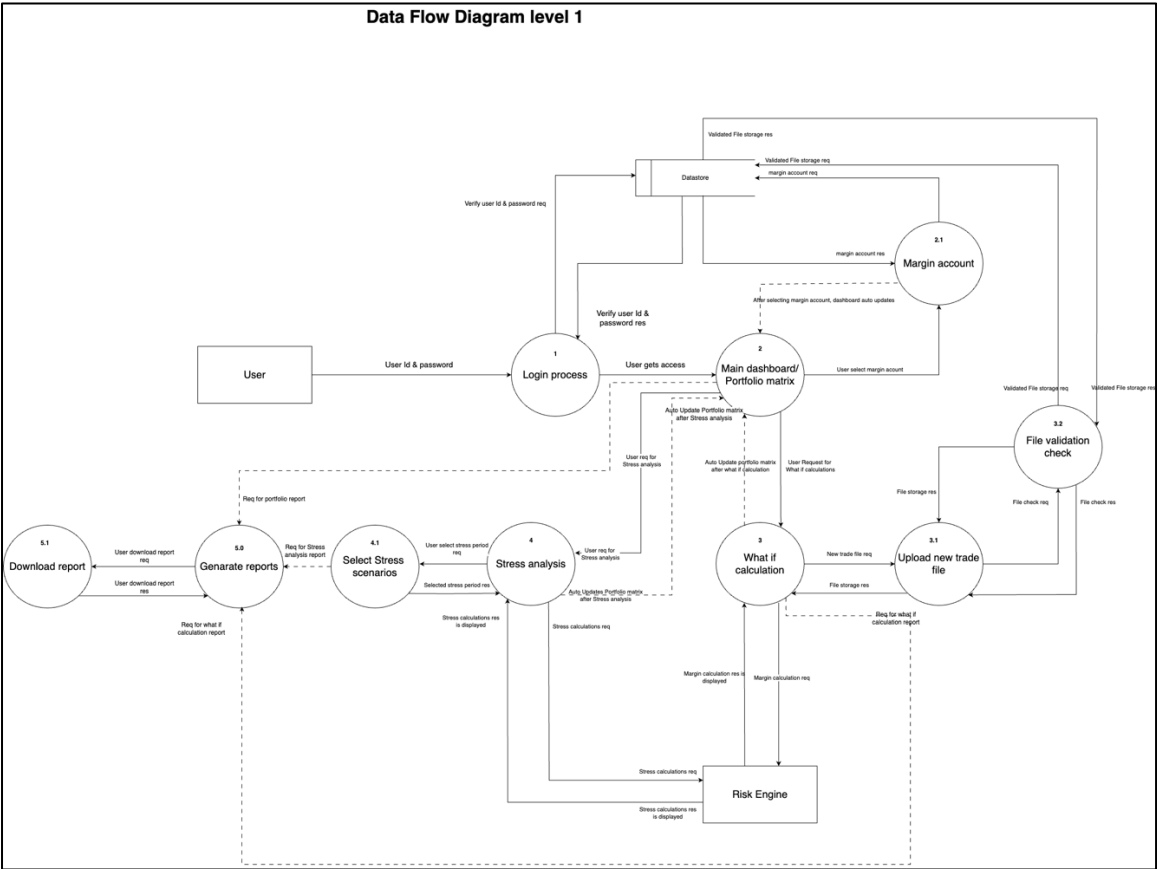 Data Flow Diagram level 1
Validated File storage res
Validated File storage req
Datastore
margin account req
Verify user Id & password req
2.1
Margin account
margin account res
After selecting margin account, dashboard auto updates
Verify user Id &
password res
User
User Id & password
1
Login process
User gets access
2
Main dashboard/
Portfolio matrix
User select margin acount
Validated File storage req
Validated File storage res
Auto Update Portfolio matrix
after Stress analysis
3.2
File validation
check
User req for
Stress analysis
Auto Update portfolio matrix
after what if calculation
User Request for
What if calculations
File storage res
File check req
File check res
Req for portfolio report
5.1
Download report
User download report
req
User download report
res
5.0
Genarate reports
Req for Stress
analysis report
4.1
Select Stress
scenarios
User select stress period
req
Selected stress period res
4
Stress analysis
User req for
Stress analysis
Auto Updates Portfolio matrix
after Stress analysis
3
What if
calculation
New trade file req
File storage res
3.1
Upload new trade
file
Req for what if
calculation report
Req for what if
calculation report
Stress calculations res
is displayed
Stress calculations req
Margin calculation res is
displayed
Margin calculation req
Stress calculations req
Risk Engine
Stress calculations res
is displayed